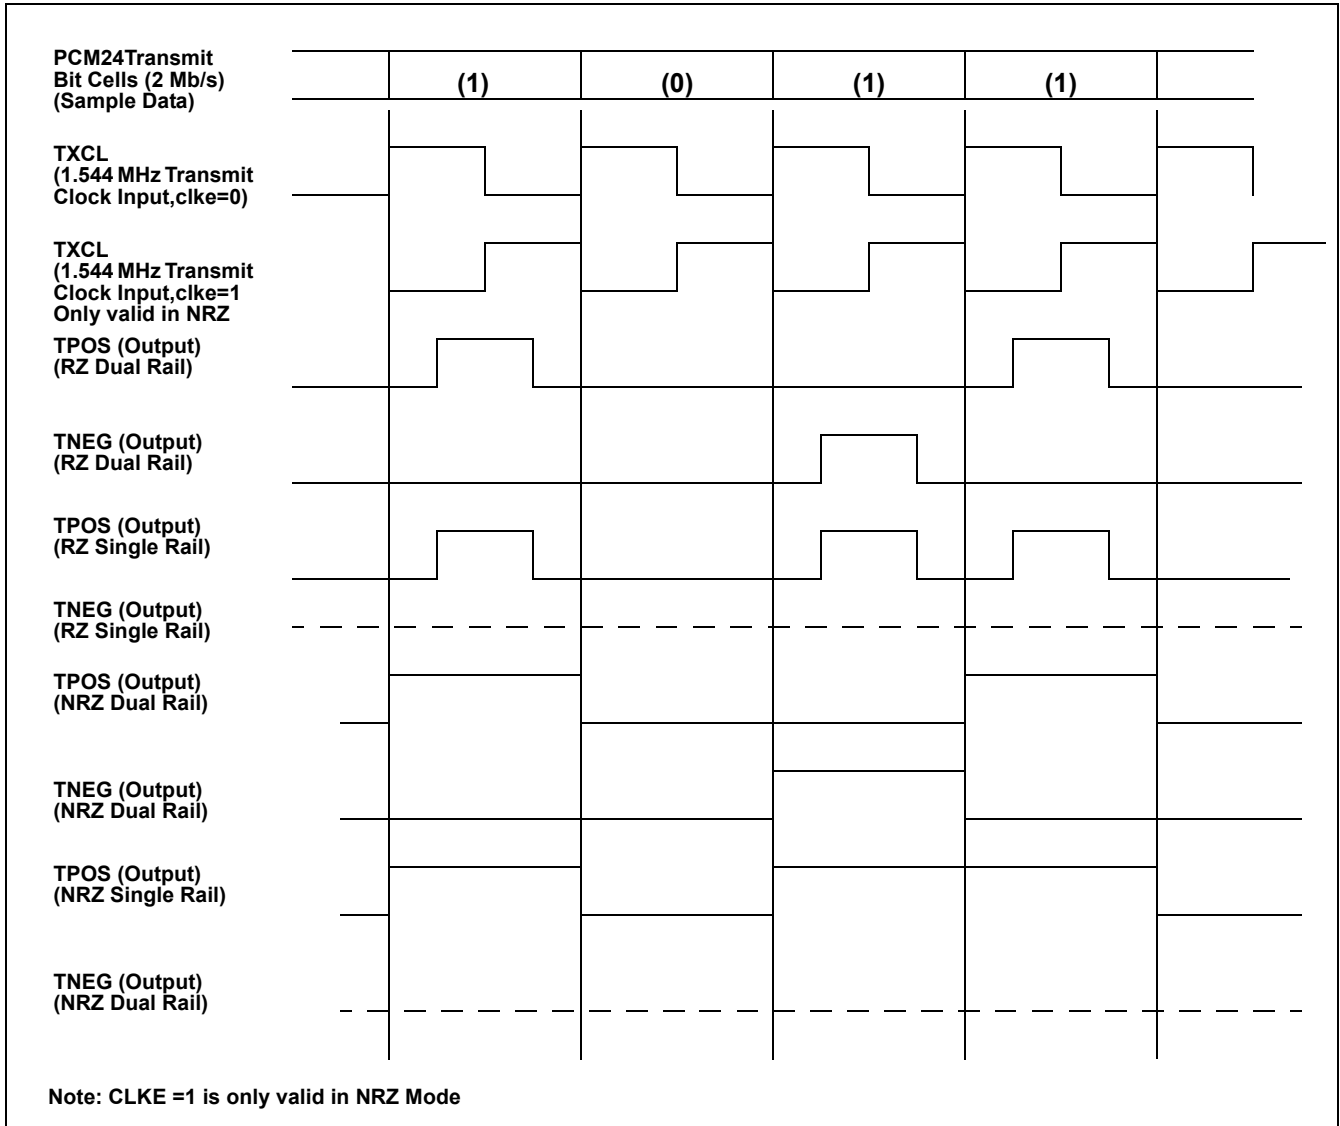 PCM24Transmit
Bit Cells (2 Mb/s)
(Sample Data)
(1) (0) (1) (1)
TXCL
(1.544 MHz Transmit
Clock Input,clke=0)
TXCL
(1.544 MHz Transmit
Clock Input,clke=1
Only valid in NRZ
TPOS (Output)
(RZ Dual Rail)
TNEG (Output)
(RZ Dual Rail)
TPOS (Output)
(RZ Single Rail)
TNEG (Output)
(RZ Single Rail)
TPOS (Output)
(NRZ Dual Rail)
TNEG (Output)
(NRZ Dual Rail)
TPOS (Output)
(NRZ Single Rail)
TNEG (Output)
(NRZ Dual Rail)
Note: CLKE =1 is only valid in NRZ Mode